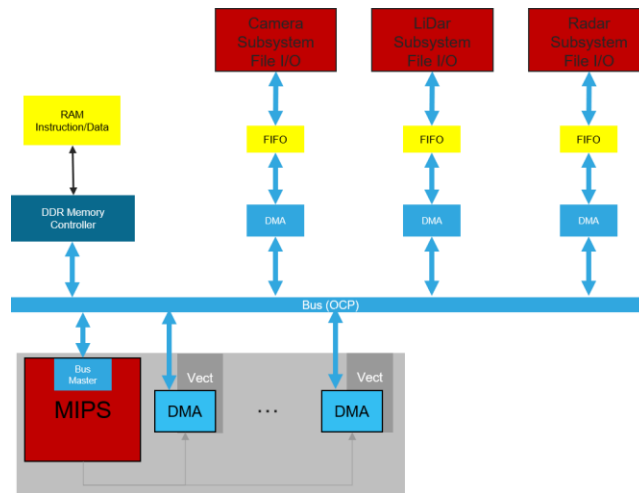 Camera
Subsystem
File I/O
LiDar
Subsystem
File I/O
Radar
Subsystem
File I/O
RAM
Instruction/Data
FIFO
FIFO
FIFO
DDR Memory
Controller
DMA
DMA
DMA
Bus (OCP)
Bus
Master
MIPS
Vect
DMA
...
Vect
DMA